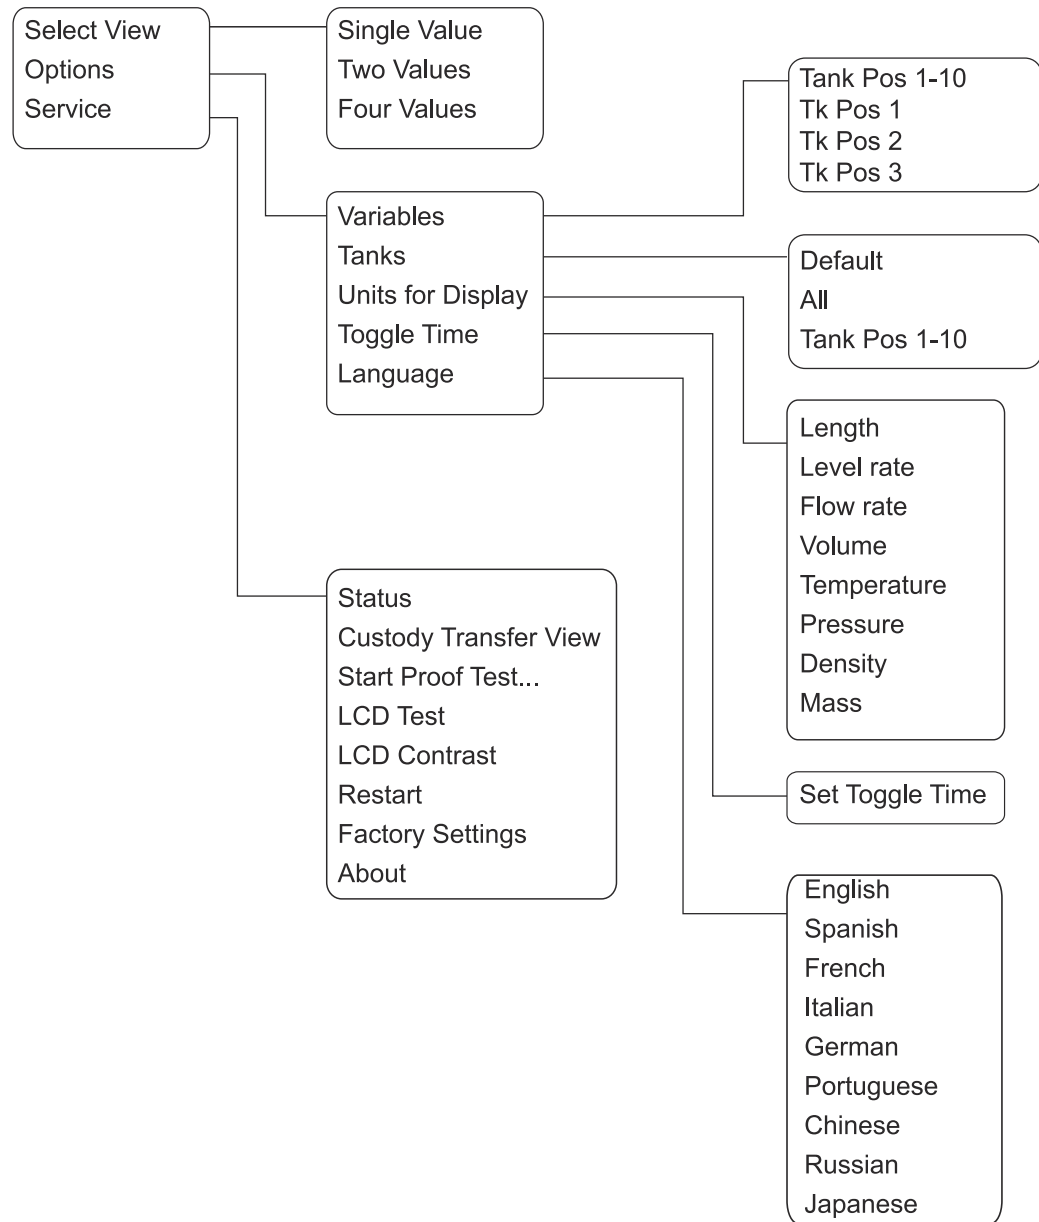 Select View
Options
Service
Single Value
Two Values
Four Values
Variables
Tanks
Units for Display
Toggle Time
Language
Status
Custody Transfer View
Start Proof Test...
LCD Test
LCD Contrast
Restart
Factory Settings
About
Tank Pos 1-10
Tk Pos 1
Tk Pos 2
Tk Pos 3
Default
All
Tank Pos 1-10
Length
Level rate
Flow rate
Volume
Temperature
Pressure
Density
Mass
Set Toggle Time
English
Spanish
French
Italian
German
Portuguese
Chinese
Russian
Japanese